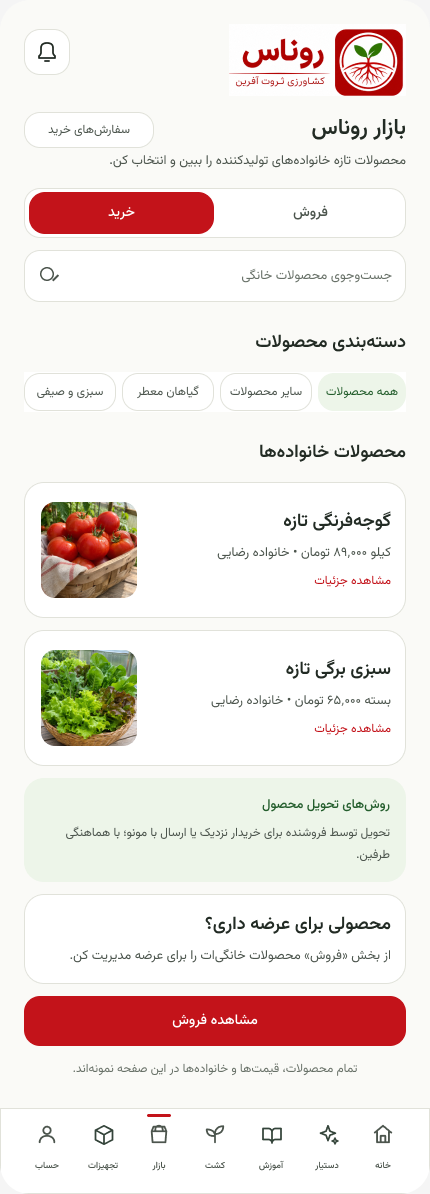 روناس
کشاورزی ثروت آفرین
بازار روناس
سفارش‌های خرید
محصولات تازه خانواده‌های تولیدکننده را ببین و انتخاب کن.
فروش
خرید
جست‌وجوی محصولات خانگی
دسته‌بندی محصولات
همه محصولات
سایر محصولات
گیاهان معطر
سبزی و صیفی
محصولات خانواده‌ها
گوجه‌فرنگی تازه
کیلو ۸۹,۰۰۰ تومان • خانواده رضایی
مشاهده جزئیات
سبزی برگی تازه
بسته ۶۵,۰۰۰ تومان • خانواده رضایی
مشاهده جزئیات
روش‌های تحویل محصول
تحویل توسط فروشنده برای خریدار نزدیک یا ارسال با مونو؛ با هماهنگی
طرفین.
محصولی برای عرضه داری؟
از بخش «فروش» محصولات خانگی‌ات را برای عرضه مدیریت کن.
مشاهده فروش
تمام محصولات، قیمت‌ها و خانواده‌ها در این صفحه نمونه‌اند.
خانه
دستیار
آموزش
کشت
بازار
تجهیزات
حساب